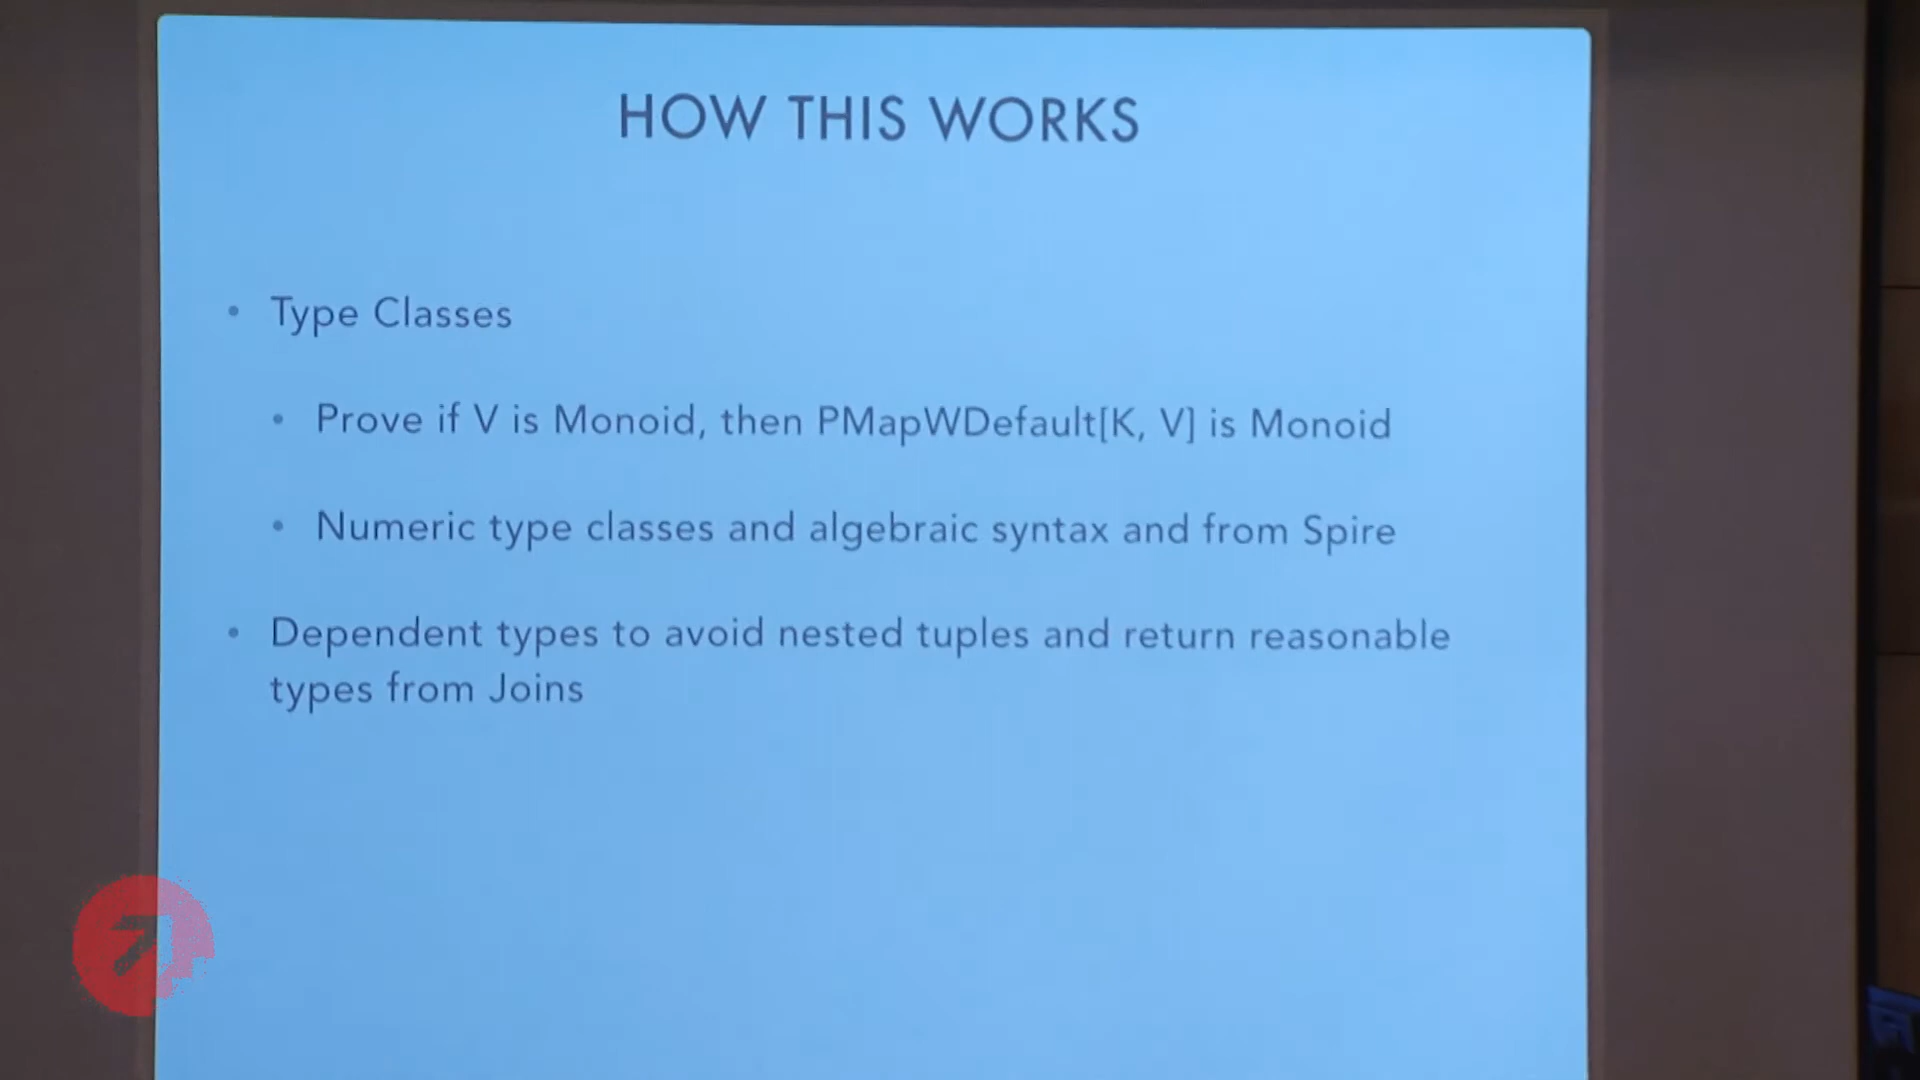 HOW THIS WORKS
• Type Classes
• Prove if V is Monoid, then PMapWDefault[K, V] is Monoid
• Numeric type classes and algebraic syntax and from Spire
• Dependent types to avoid nested tuples and return reasonable
types from Joins